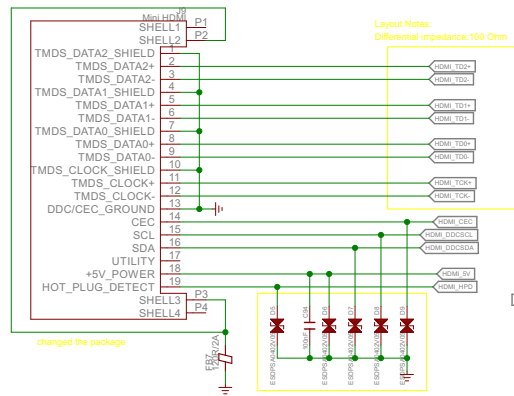 J9
Mini HDMI
SHELL1 P1
SHELL2 P2
TMDS_DATA2_SHIELD 1
TMDS_DATA2+ 2
TMDS_DATA2- 3
TMDS_DATA1_SHIELD 4
TMDS_DATA1+ 5
TMDS_DATA1- 6
TMDS_DATA0_SHIELD 7
TMDS_DATA0+ 8
TMDS_DATA0- 9
TMDS_CLOCK_SHIELD 10
TMDS_CLOCK+ 11
TMDS_CLOCK- 12
DDC/CEC_GROUND 13
CEC 14
SCL 15
SDA 16
UTILITY 17
+5V_POWER 18
HOT_PLUG_DETECT 19
SHELL3 P3
SHELL4 P4
Layout Notes:
Differential impedance 100 Ohm
HDMI_TD2+
HDMI_TD2-
HDMI_TD1+
HDMI_TD1-
HDMI_TD0+
HDMI_TD0-
HDMI_TCK+
HDMI_TCK-
HDMI_CEC
HDMI_DDCSCL
HDMI_DDCSDA
HDMI_5V
HDMI_HPD
changed the package
FB7
120R/2A
D5
C94
100nF
D6
D7
D8
D9